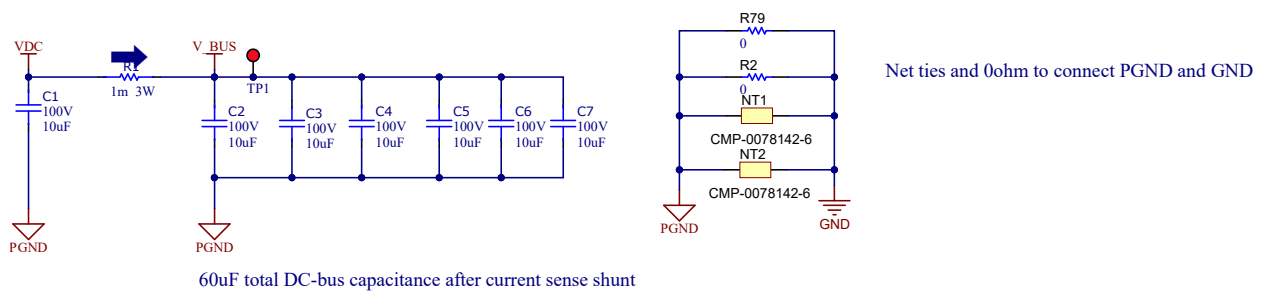 VDC
C1
100V
10uF
PGND
R1
1m 3W
V_BUS
TP1
C2
100V
10uF
C3
100V
10uF
C4
100V
10uF
C5
100V
10uF
C6
100V
10uF
C7
100V
10uF
PGND
60uF total DC-bus capacitance after current sense shunt
R79
0
R2
0
NT1
CMP-0078142-6
NT2
CMP-0078142-6
PGND
GND
Net ties and 0ohm to connect PGND and GND